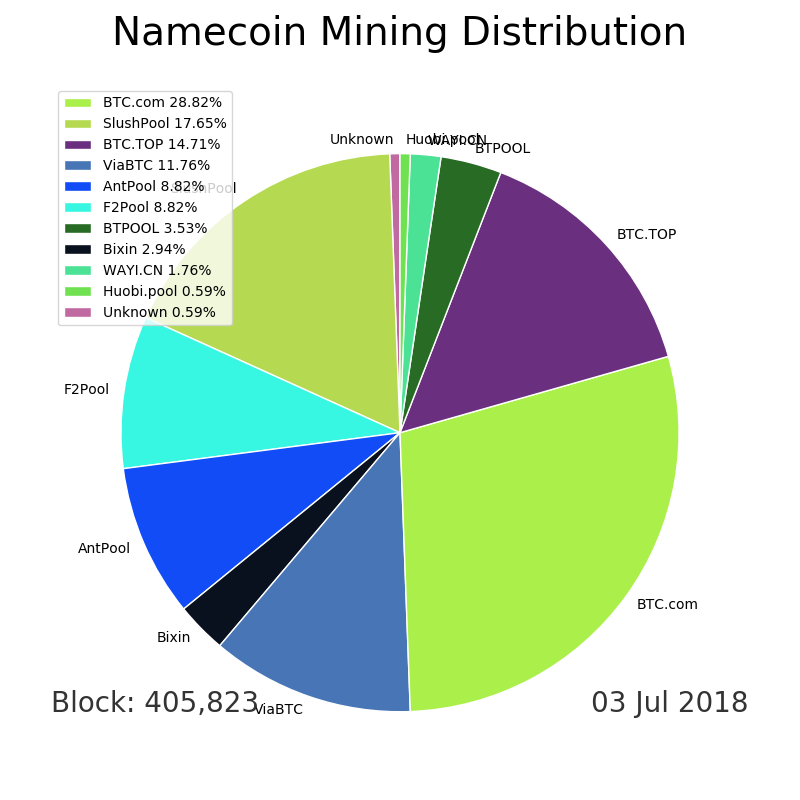 Namecoin Mining Distribution
BTC.com 28.82%
SlushPool 17.65%
BTC.TOP 14.71%
ViaBTC 11.76%
AntPool 8.82%
F2Pool 8.82%
BTPOOL 3.53%
Bixin 2.94%
WAYI.CN 1.76%
Huobi.pool 0.59%
Unknown 0.59%
Unknown
Huobi.pool
WAYI.CN
BTPOOL
SlushPool
BTC.TOP
F2Pool
AntPool
BTC.com
Bixin
ViaBTC
Block: 405,823
03 Jul 2018